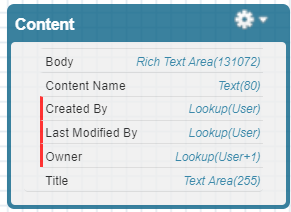 Content
Body Rich Text Area(131072)
Content Name Text(80)
Created By Lookup(User)
Last Modified By Lookup(User)
Owner Lookup(User+1)
Title Text Area(255)